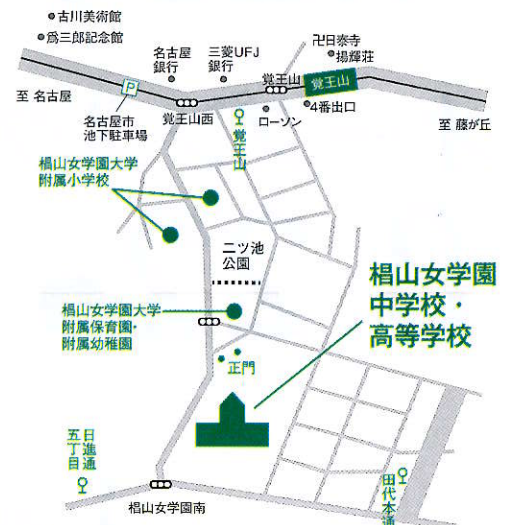 古川美術館
爲三郎記念館
名古屋
銀行
三菱UFJ
銀行
卍日泰寺
揚輝荘
覚王山
覚王山
P
至 名古屋
名古屋市
池下駐車場
覚王山西
覚王山
ローソン
4番出口
至 藤が丘
椙山女学園大学
附属小学校
二ツ池
公園
椙山女学園
中学校・
高等学校
椙山女学園大学
附属保育園・
附属幼稚園
正門
日進通
五丁目
田代本通
椙山女学園南